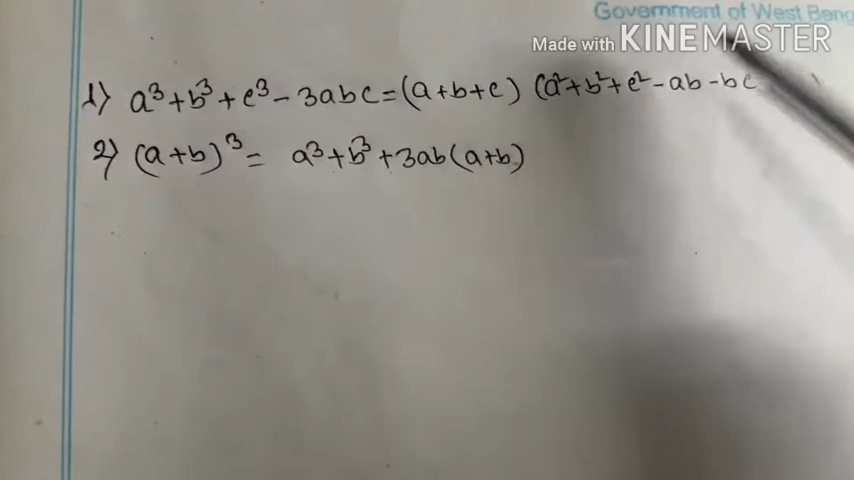 Government of West Beng
Made with KINEMASTER
1) a³+b³+c³-3abc=(a+b+c) (a²+b²+c²-ab-bc
2) (a+b)³= a³+b³+3ab(a+b)